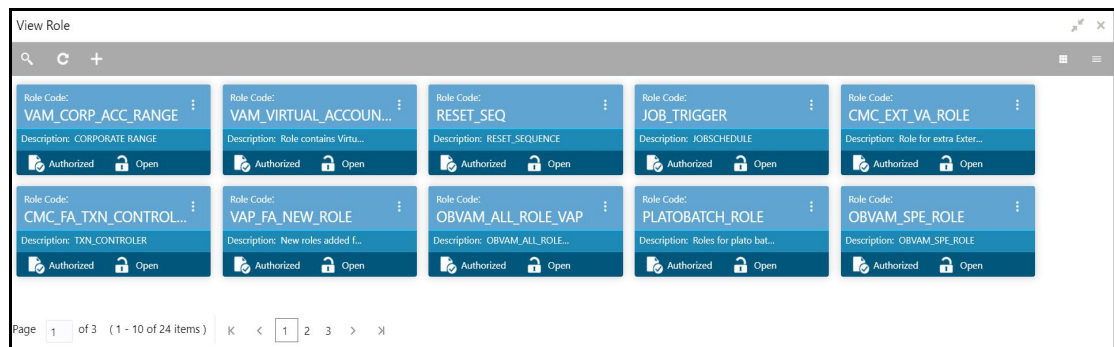 View Role
Role Code:
VAM_CORP_ACC_RANGE
Description: CORPORATE RANGE
Authorized Open
Role Code:
VAM_VIRTUAL_ACCOUN...
Description: Role contains Virtu...
Authorized Open
Role Code:
RESET_SEQ
Description: RESET_SEQUENCE
Authorized Open
Role Code:
JOB_TRIGGER
Description: JOBSCHEDULE
Authorized Open
Role Code:
CMC_EXT_VA_ROLE
Description: Role for extra Exter...
Authorized Open
Role Code:
CMC_FA_TXN_CONTROL...
Description: TXN_CONTROLER
Authorized Open
Role Code:
VAP_FA_NEW_ROLE
Description: New roles added f...
Authorized Open
Role Code:
OBVAM_ALL_ROLE_VAP
Description: OBVAM_ALL_ROLE...
Authorized Open
Role Code:
PLATOBATCH_ROLE
Description: Roles for plato bat...
Authorized Open
Role Code:
OBVAM_SPE_ROLE
Description: OBVAM_SPE_ROLE
Authorized Open
Page 1 of 3 ( 1 - 10 of 24 items ) 1 2 3